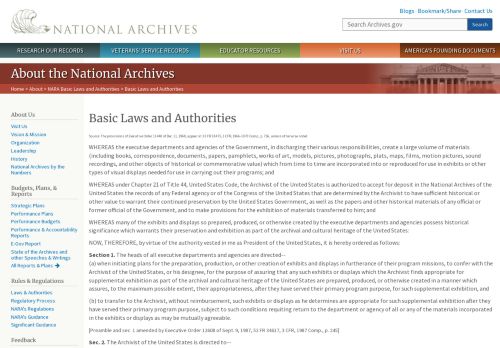 Blogs · Bookmark/Share · Contact Us
NATIONAL ARCHIVES
Search Archives.gov
Search
RESEARCH OUR RECORDS
VETERANS' SERVICE RECORDS
EDUCATOR RESOURCES
VISIT US
AMERICA'S FOUNDING DOCUMENTS
About the National Archives
Home > About > NARA Basic Laws and Authorities > Basic Laws and Authorities
About Us
Visit Us
Vision & Mission
Organization
Leadership
History
National Archives by the
Numbers
Budgets, Plans, &
Reports
Strategic Plans
Performance Plans
Performance Budgets
Performance & Accountability
Reports
E-Gov Report
State of the Archives and
other Speeches & Writings
All Reports & Plans
Rules & Regulations
Laws & Authorities
Regulatory Process
NARA's Regulations
NARA's Guidance
Significant Guidance
Feedback
Basic Laws and Authorities
Source: The provisions of Executive Order 11440 of Dec. 11, 1968, appear at 33 FR 18475, 3 CFR, 1966-1970 Comp., p. 756, unless otherwise noted.
WHEREAS the executive departments and agencies of the Government, in discharging their various responsibilities, create a large volume of materials
(including books, correspondence, documents, papers, pamphlets, works of art, models, pictures, photographs, plats, maps, films, motion pictures, sound
recordings, and other objects of historical or commemorative value) which from time to time are incorporated into or reproduced for use in exhibits or other
types of visual displays needed for use in carrying out their programs; and
WHEREAS under Chapter 21 of Title 44, United States Code, the Archivist of the United States is authorized to accept for deposit in the National Archives of the
United States the records of any Federal agency or of the Congress of the United States that are determined by the Archivist to have sufficient historical or
other value to warrant their continued preservation by the United States Government, as well as the papers and other historical materials of any official or
former official of the Government, and to make provisions for the exhibition of materials transferred to him; and
WHEREAS many of the exhibits and displays so prepared, produced, or otherwise created by the executive departments and agencies possess historical
significance which warrants their preservation and exhibition as part of the archival and cultural heritage of the United States:
NOW, THEREFORE, by virtue of the authority vested in me as President of the United States, it is hereby ordered as follows:
Section 1. The heads of all executive departments and agencies are directed—
(a) when initiating plans for the preparation, production, or other creation of exhibits and displays in furtherance of their program missions, to confer with the
Archivist of the United States, or his designee, for the purpose of assuring that any such exhibits or displays which the Archivist finds appropriate for
supplemental exhibition as part of the archival and cultural heritage of the United States are prepared, produced, or otherwise created in a manner which
assures, to the maximum possible extent, their appropriateness, after they have served their primary program purpose, for such supplemental exhibition, and
(b) to transfer to the Archivist, without reimbursement, such exhibits or displays as he determines are appropriate for such supplemental exhibition after they
have served their primary program purpose, subject to such conditions requiring return to the department or agency of all or any of the materials incorporated
in the exhibits or displays as may be mutually agreeable.
[Preamble and sec. 1 amended by Executive Order 12608 of Sept. 9, 1987, 52 FR 34617, 3 CFR, 1987 Comp., p. 245]
Sec. 2. The Archivist of the United States is directed to—